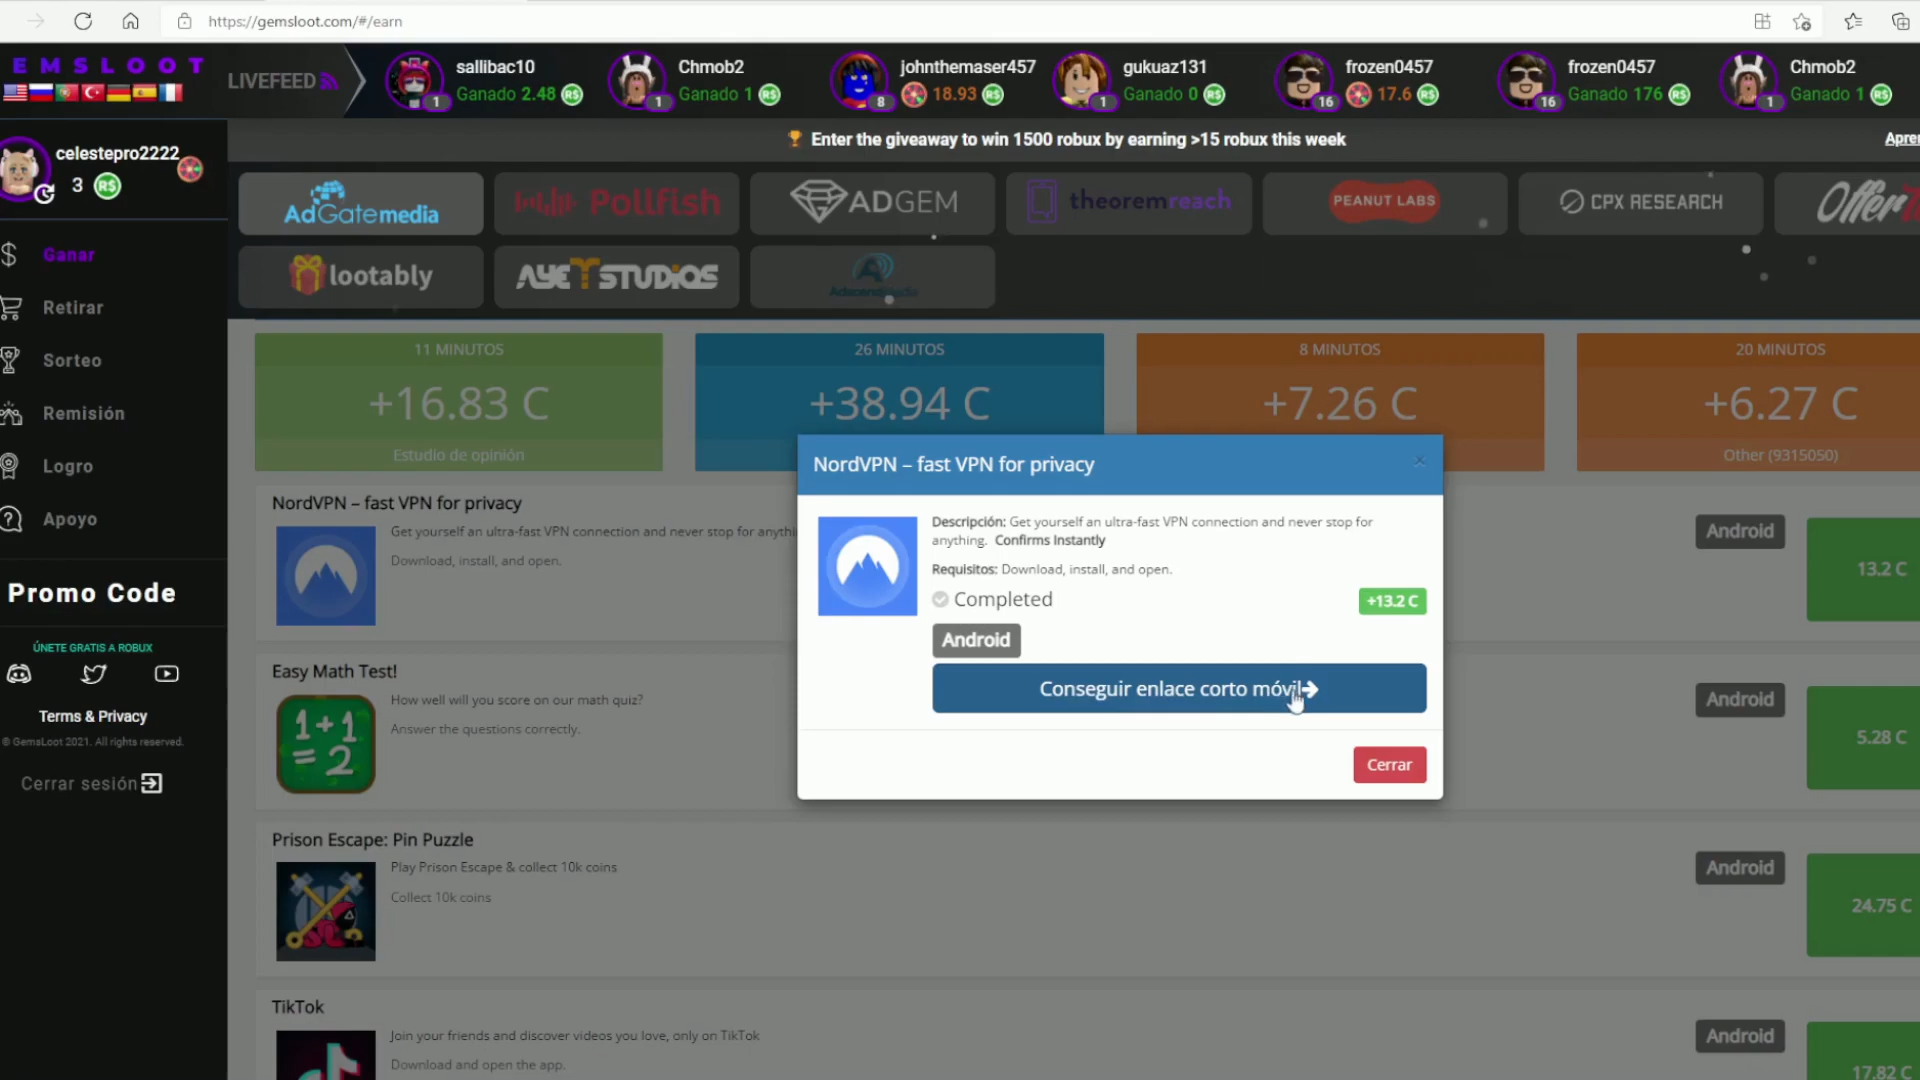 https://gemsloot.com/#/earn
EMSLOOT
LIVEFEED
sallibac10
1
Ganado 2.48 R$
Chmob2
1
Ganado 1 R$
johnthemaser457
8
18.93 R$
gukuaz131
1
Ganado 0 R$
frozen0457
16
17.6 R$
frozen0457
16
Ganado 176 R$
Chmob2
1
Ganado 1 R$
Enter the giveaway to win 1500 robux by earning >15 robux this week
Apren
celestepro2222
3 R$
AdGatemedia
Pollfish
ADGEM
theoremreach
PEANUT LABS
CPX RESEARCH
OfferT
lootably
AYET STUDIOS
AdscendMedia
Ganar
Retirar
Sorteo
Remisión
Logro
Apoyo
Promo Code
ÚNETE GRATIS A ROBUX
Terms & Privacy
© GemsLoot 2021. All rights reserved.
Cerrar sesión
11 MINUTOS
+16.83 C
Estudio de opinión
26 MINUTOS
+38.94 C
8 MINUTOS
+7.26 C
20 MINUTOS
+6.27 C
Other (9315050)
NordVPN – fast VPN for privacy
Get yourself an ultra-fast VPN connection and never stop for anythi
Download, install, and open.
Android
13.2 C
Easy Math Test!
1+1
=2
How well will you score on our math quiz?
Answer the questions correctly.
Android
5.28 C
Prison Escape: Pin Puzzle
Play Prison Escape & collect 10k coins
Collect 10k coins
Android
24.75 C
TikTok
Join your friends and discover videos you love, only on TikTok
Download and open the app.
Android
17.82 C
NordVPN – fast VPN for privacy
×
Descripción: Get yourself an ultra-fast VPN connection and never stop for
anything. Confirms Instantly
Requisitos: Download, install, and open.
Completed
+13.2 C
Android
Conseguir enlace corto móvil
Cerrar